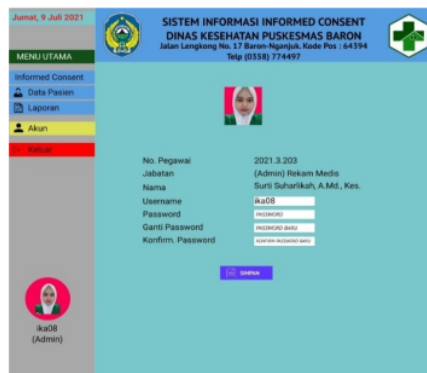 Jumat, 9 Juli 2021
SISTEM INFORMASI INFORMED CONSENT
DINAS KESEHATAN PUSKESMAS BARON
Jalan Lengkong No. 17 Baron-Nganjuk. Kode Pos : 64394
Telp (0358) 774497
MENU UTAMA
Informed Consent
Data Pasien
Laporan
Akun
Keluar
No. Pegawai 2021.3.203
Jabatan (Admin) Rekam Medis
Nama Surti Suharlikah, A.Md., Kes.
Username ika08
Password PASSWORD
Ganti Password PASSWORD BARU
Konfirm. Password KONFIRM PASSWORD BARU
SIMPAN
ika08
(Admin)